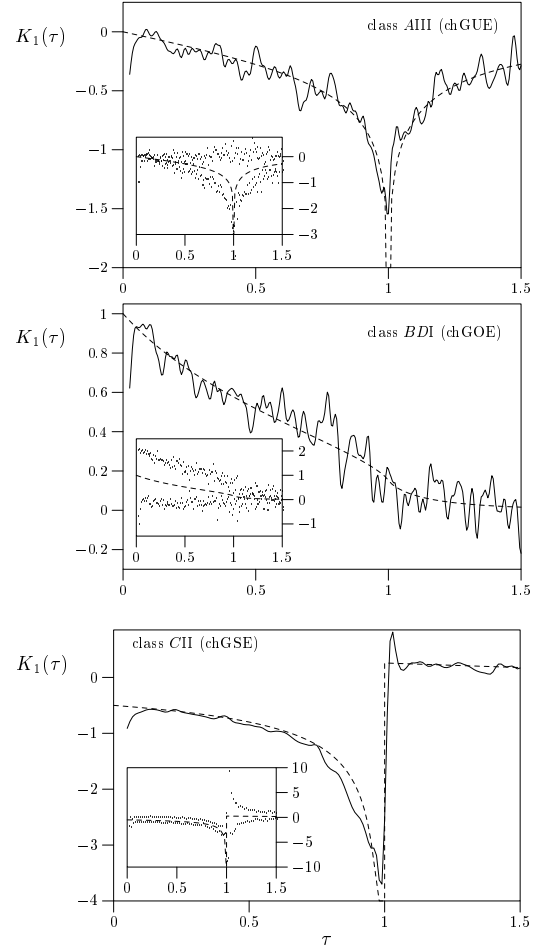 class AIII (chGUE)
K₁(τ)
0
−0.5
−1
−1.5
−2
0 0.5 1 1.5
0
−1
−2
−3
0 0.5 1 1.5
class BDI (chGOE)
K₁(τ)
1
0.8
0.6
0.4
0.2
0
−0.2
0 0.5 1 1.5
2
1
0
−1
0 0.5 1 1.5
class CII (chGSE)
K₁(τ)
0
−1
−2
−3
−4
0 0.5 1 1.5
10
5
0
−5
−10
0 0.5 1 1.5
τ